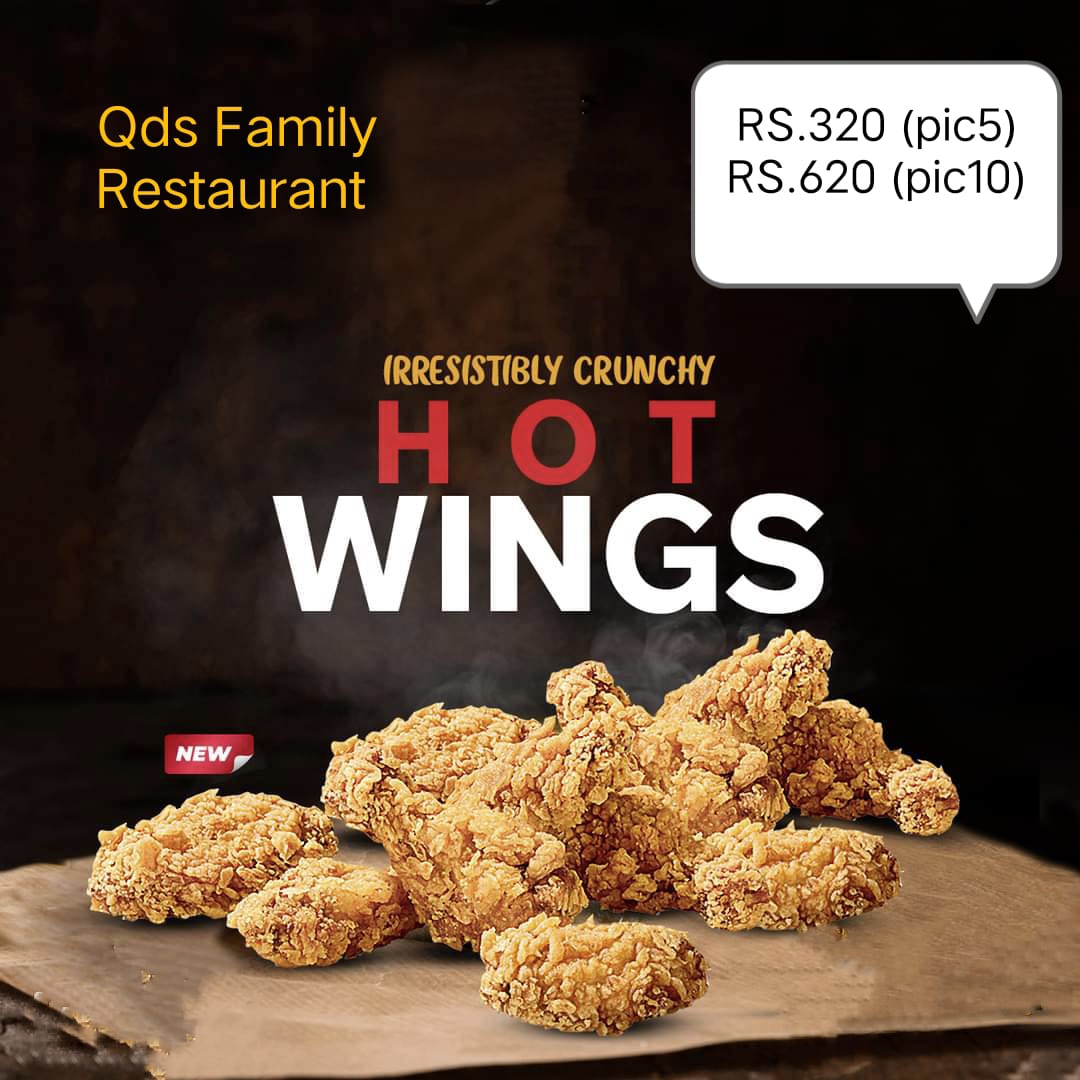 Qds Family
Restaurant
RS.320 (pic5)
RS.620 (pic10)
IRRESISTIBLY CRUNCHY
HOT
WINGS
NEW